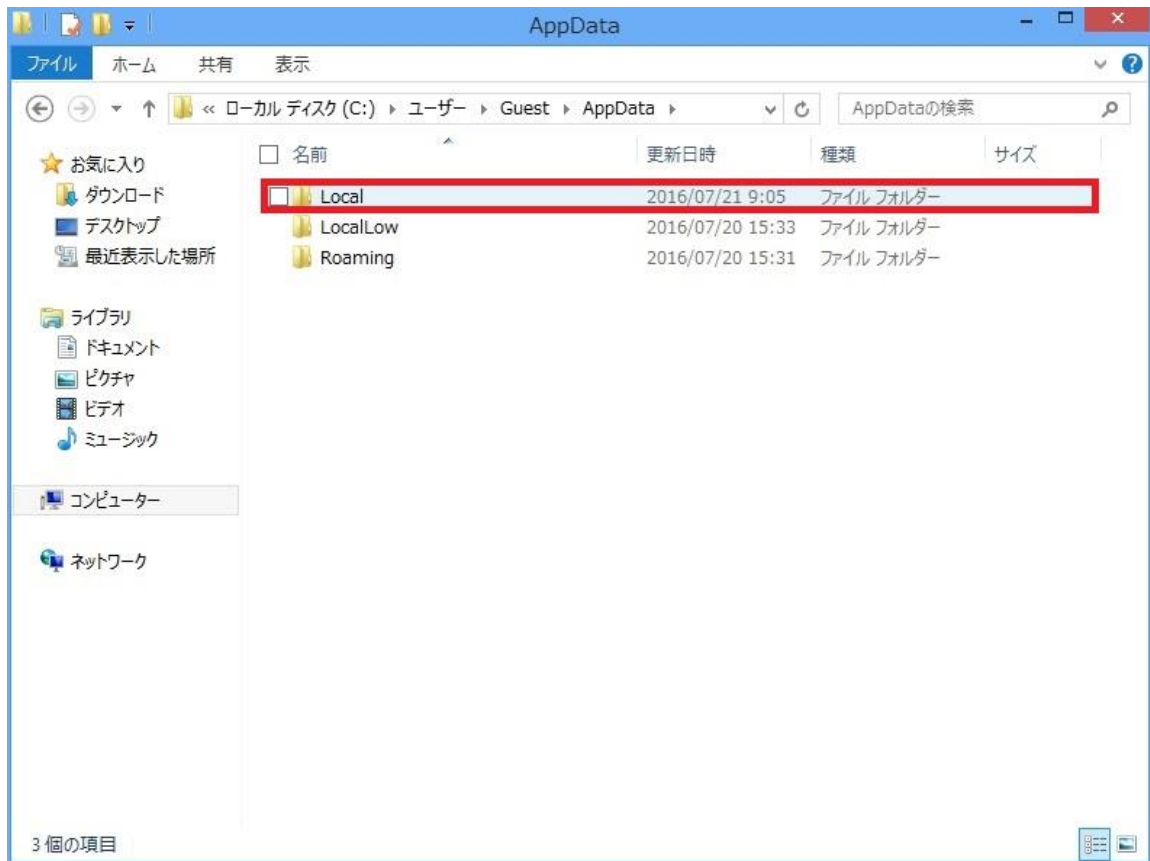 AppData
ファイル ホーム 共有 表示
« ローカル ディスク (C:) ユーザー Guest AppData AppDataの検索
お気に入り
ダウンロード
デスクトップ
最近表示した場所
ライブラリ
ドキュメント
ピクチャ
ビデオ
ミュージック
コンピューター
ネットワーク
名前 更新日時 種類 サイズ
Local 2016/07/21 9:05 ファイル フォルダー
LocalLow 2016/07/20 15:33 ファイル フォルダー
Roaming 2016/07/20 15:31 ファイル フォルダー
3 個の項目